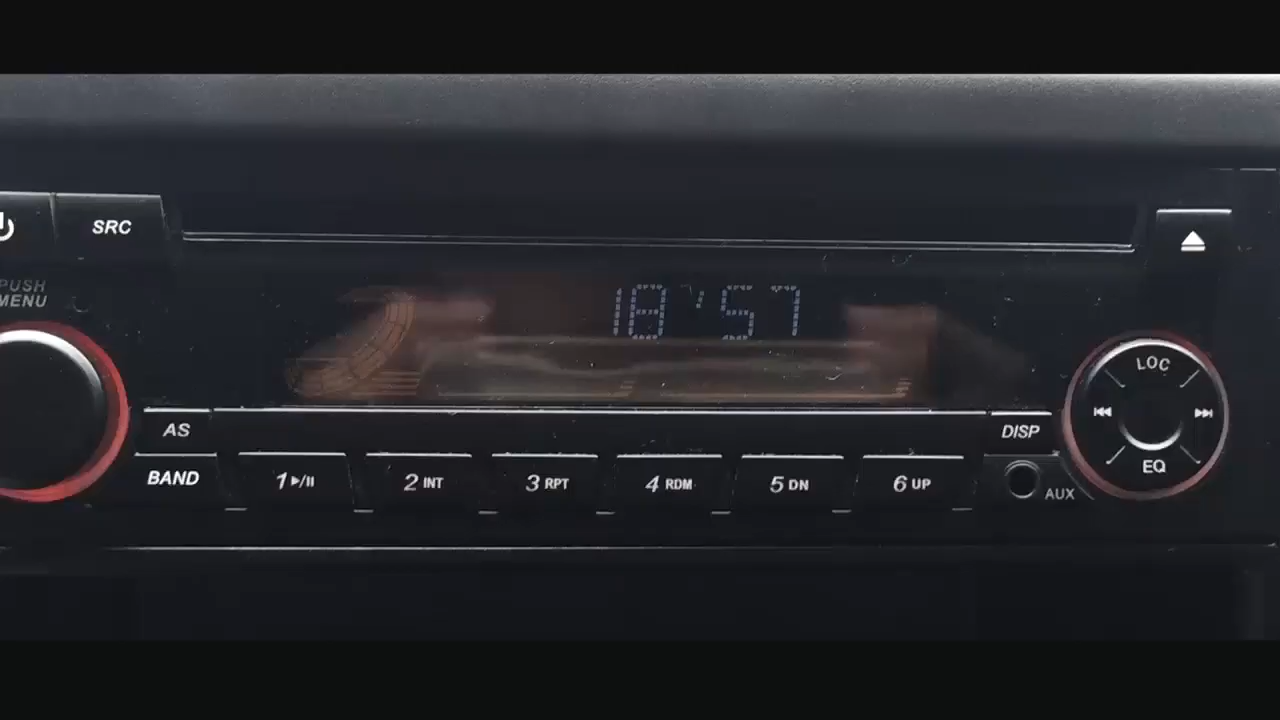 SRC
PUSH
MENU
18'57
LOC
AS
DISP
EQ
BAND
1
2 INT
3 RPT
4 RDM
5 DN
6 UP
AUX